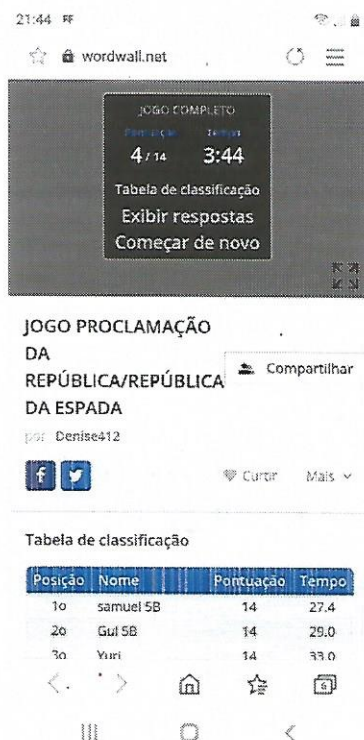 21:44
wordwall.net
JOGO COMPLETO
Pontuação Tempo
4 / 14 3:44
Tabela de classificação
Exibir respostas
Começar de novo
JOGO PROCLAMAÇÃO
DA
REPÚBLICA/REPÚBLICA
DA ESPADA
Compartilhar
por Denise412
Curtir Mais
Tabela de classificação
Posição Nome Pontuação Tempo
1o samuel 5B 14 27.4
2o Gui 5B 14 29.0
3o Yuri 14 33.0
6